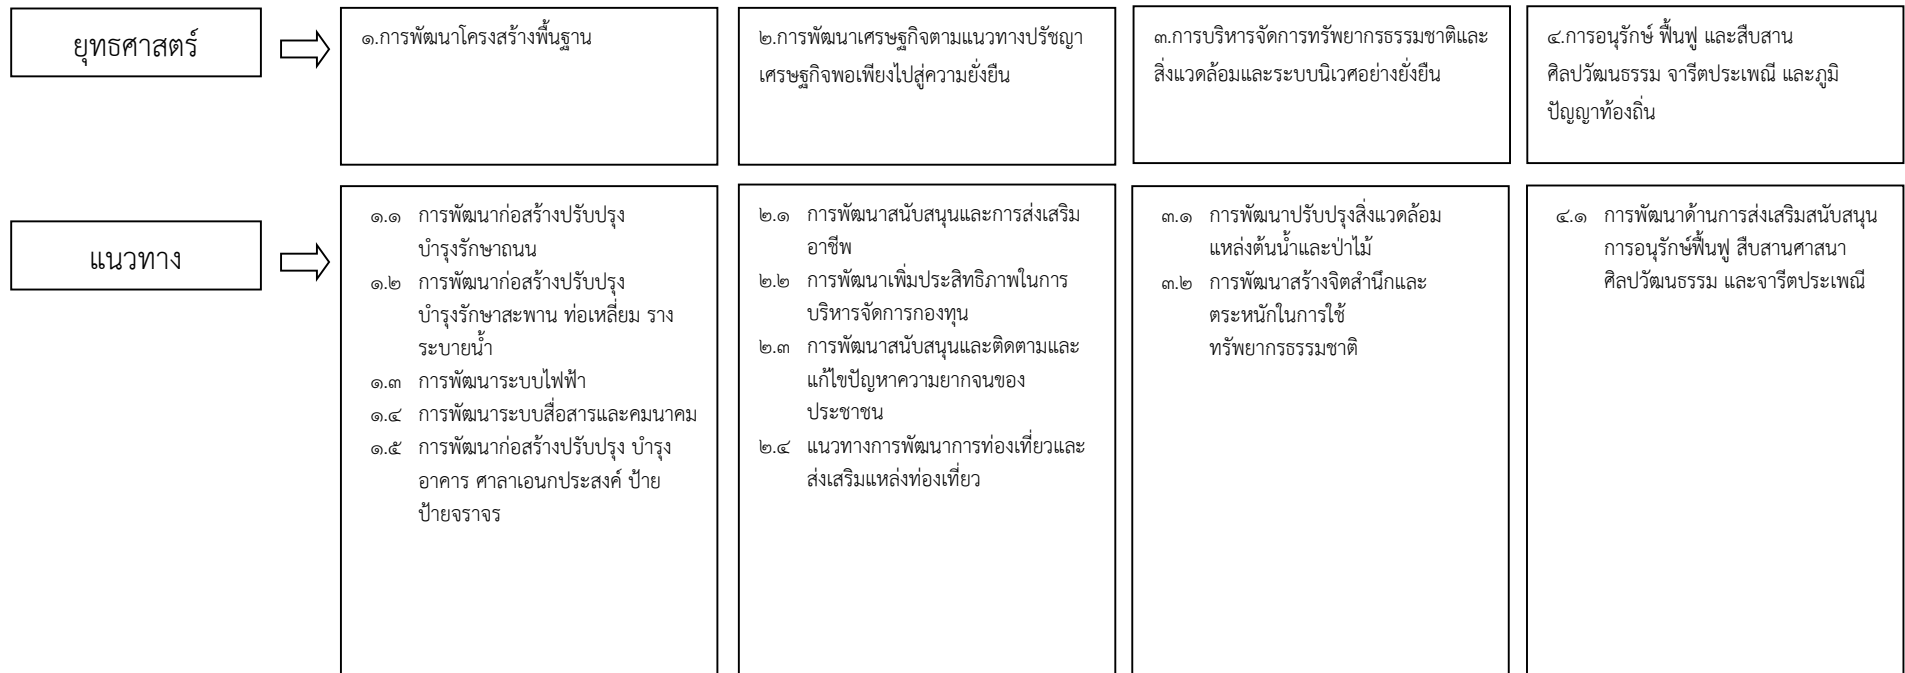 ยุทธศาสตร์
๑.การพัฒนาโครงสร้างพื้นฐาน
๒.การพัฒนาเศรษฐกิจตามแนวทางปรัชญา
เศรษฐกิจพอเพียงไปสู่ความยั่งยืน
๓.การบริหารจัดการทรัพยากรธรรมชาติและ
สิ่งแวดล้อมและระบบนิเวศอย่างยั่งยืน
๔.การอนุรักษ์ ฟื้นฟู และสืบสาน
ศิลปวัฒนธรรม จารีตประเพณี และภูมิ
ปัญญาท้องถิ่น
แนวทาง
๑.๑ การพัฒนาก่อสร้างปรับปรุง
บำรุงรักษาถนน
๑.๒ การพัฒนาก่อสร้างปรับปรุง
บำรุงรักษาสะพาน ท่อเหลี่ยม ราง
ระบายน้ำ
๑.๓ การพัฒนาระบบไฟฟ้า
๑.๔ การพัฒนาระบบสื่อสารและคมนาคม
๑.๕ การพัฒนาก่อสร้างปรับปรุง บำรุง
อาคาร ศาลาเอนกประสงค์ ป้าย
ป้ายจราจร
๒.๑ การพัฒนาสนับสนุนและการส่งเสริม
อาชีพ
๒.๒ การพัฒนาเพิ่มประสิทธิภาพในการ
บริหารจัดการกองทุน
๒.๓ การพัฒนาสนับสนุนและติดตามและ
แก้ไขปัญหาความยากจนของ
ประชาชน
๒.๔ แนวทางการพัฒนาการท่องเที่ยวและ
ส่งเสริมแหล่งท่องเที่ยว
๓.๑ การพัฒนาปรับปรุงสิ่งแวดล้อม
แหล่งต้นน้ำและป่าไม้
๓.๒ การพัฒนาสร้างจิตสำนึกและ
ตระหนักในการใช้
ทรัพยากรธรรมชาติ
๔.๑ การพัฒนาด้านการส่งเสริมสนับสนุน
การอนุรักษ์ฟื้นฟู สืบสานศาสนา
ศิลปวัฒนธรรม และจารีตประเพณี